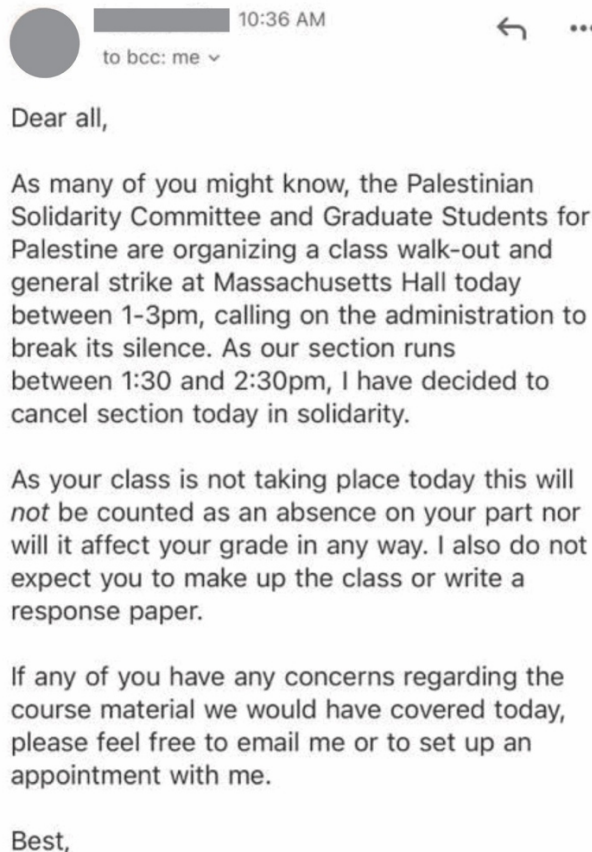 10:36 AM
to bcc: me
Dear all,
As many of you might know, the Palestinian
Solidarity Committee and Graduate Students for
Palestine are organizing a class walk-out and
general strike at Massachusetts Hall today
between 1-3pm, calling on the administration to
break its silence. As our section runs
between 1:30 and 2:30pm, I have decided to
cancel section today in solidarity.
As your class is not taking place today this will
not be counted as an absence on your part nor
will it affect your grade in any way. I also do not
expect you to make up the class or write a
response paper.
If any of you have any concerns regarding the
course material we would have covered today,
please feel free to email me or to set up an
appointment with me.
Best,